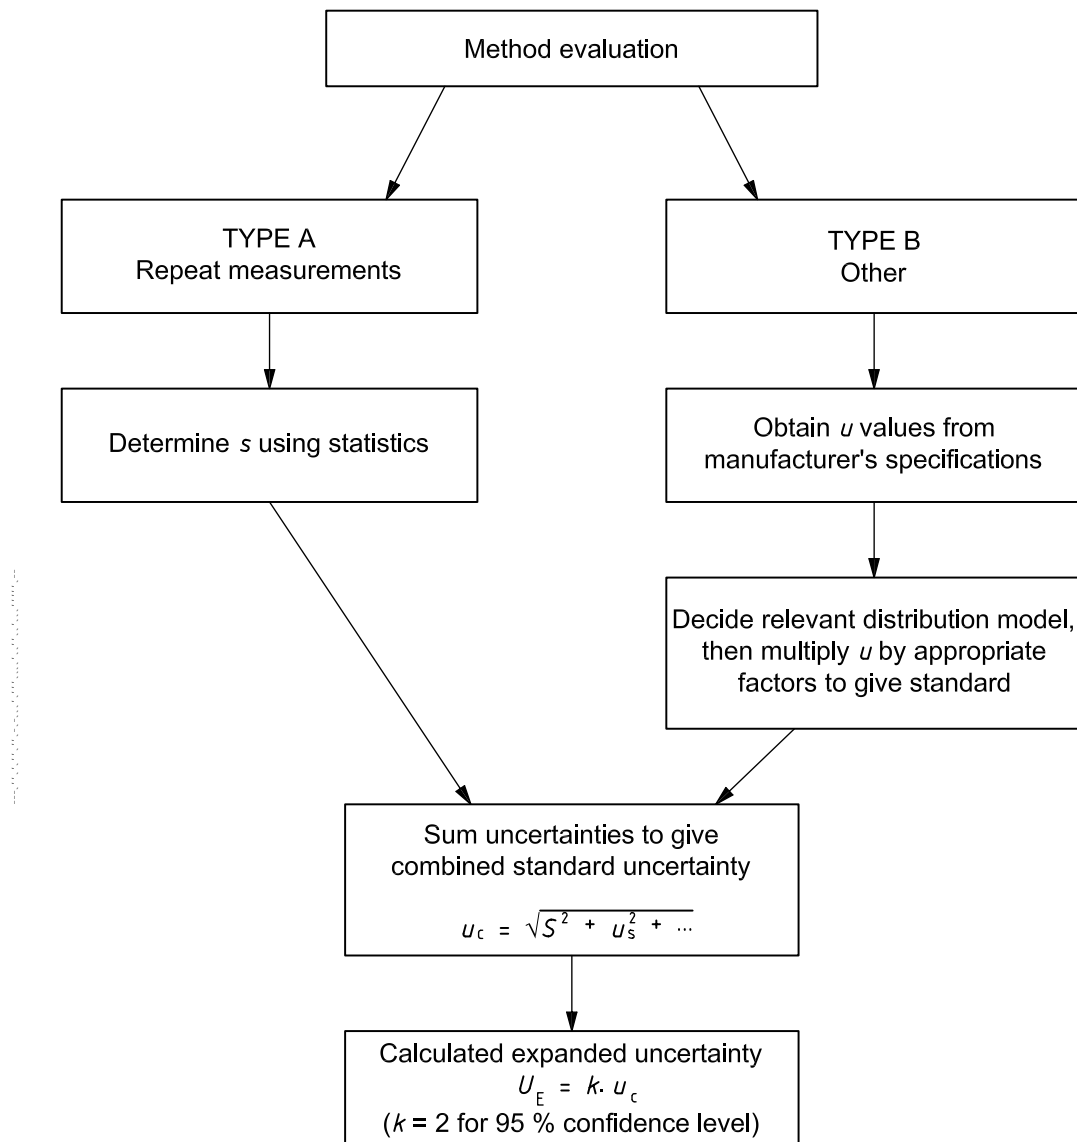 Method evaluation
TYPE A
Repeat measurements
TYPE B
Other
Determine s using statistics
Obtain u values from
manufacturer's specifications
Decide relevant distribution model,
then multiply u by appropriate
factors to give standard
Sum uncertainties to give
combined standard uncertainty
u_c = √(S² + u_s² + ...)
Calculated expanded uncertainty
U_E = k. u_c
(k = 2 for 95 % confidence level)